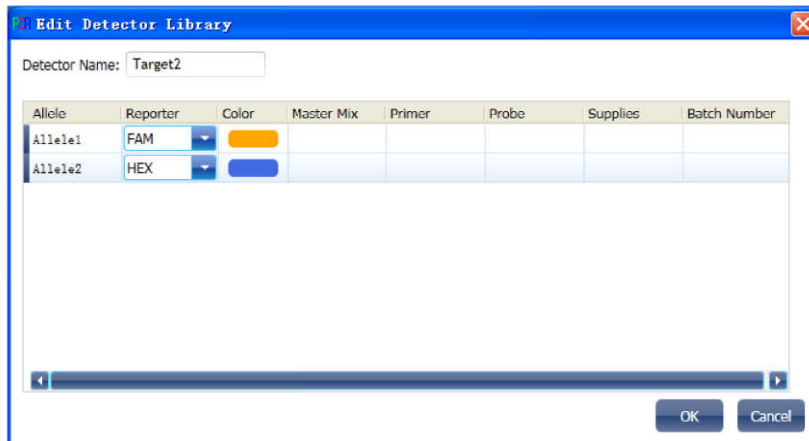 PCR Edit Detector Library
Detector Name: Target2
Allele Reporter Color Master Mix Primer Probe Supplies Batch Number
Allele1 FAM
Allele2 HEX
OK Cancel